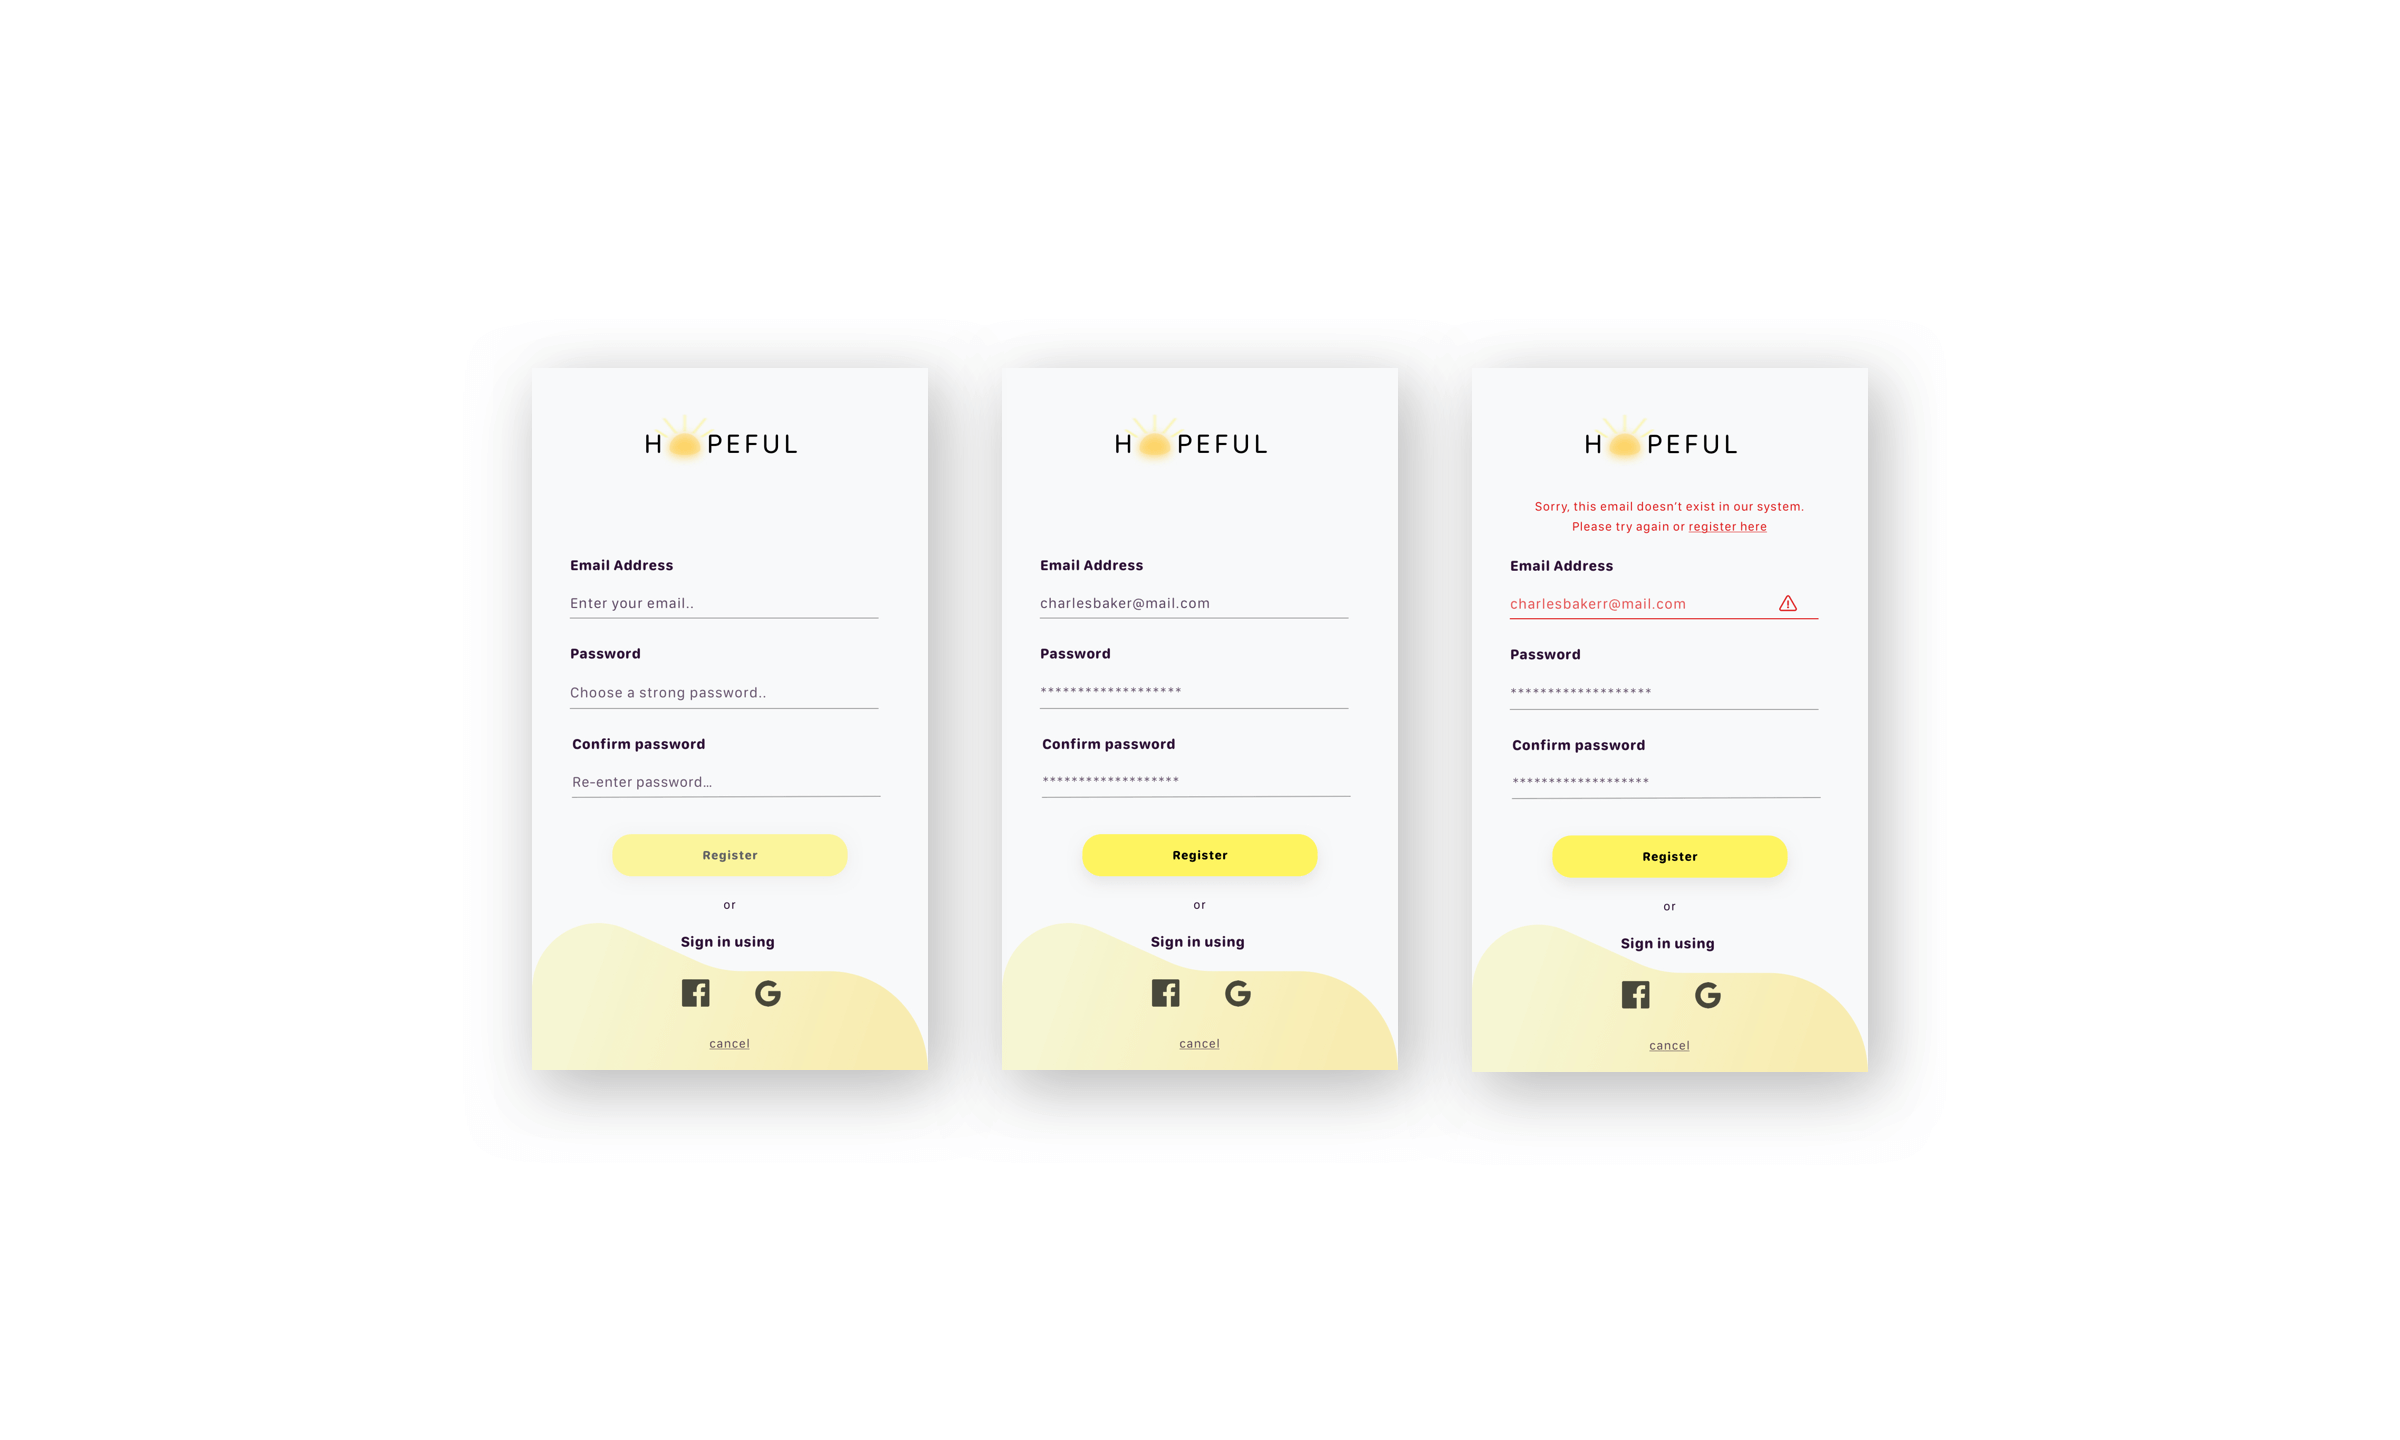 H PEFUL
Email Address
Enter your email..
Password
Choose a strong password..
Confirm password
Re-enter password...
Register
or
Sign in using
cancel
H PEFUL
Email Address
charlesbaker@mail.com
Password
*******************
Confirm password
*******************
Register
or
Sign in using
cancel
H PEFUL
Sorry, this email doesn't exist in our system.
Please try again or register here
Email Address
charlesbakerr@mail.com
Password
*******************
Confirm password
*******************
Register
or
Sign in using
cancel